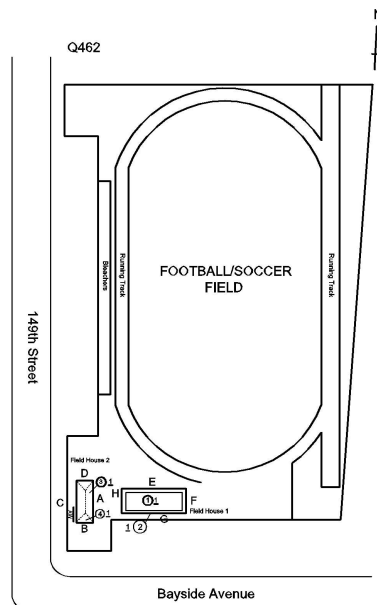 N
Q462
FOOTBALL/SOCCER
FIELD
Bleachers
Running Track
Running Track
149th Street
Field House 2
D
3 1
A
C
4 1
B
E
H
1 1
F
G
Field House 1
1 2
Bayside Avenue